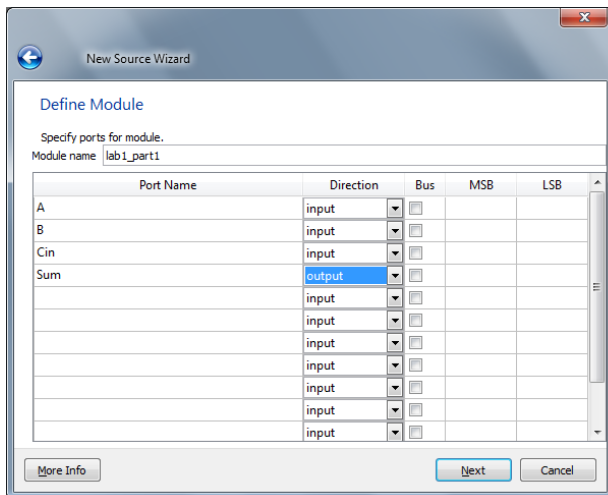 New Source Wizard
Define Module
Specify ports for module.
Module name lab1_part1
Port Name Direction Bus MSB LSB
A input
B input
Cin input
Sum output
input
input
input
input
input
input
input
More Info Next Cancel